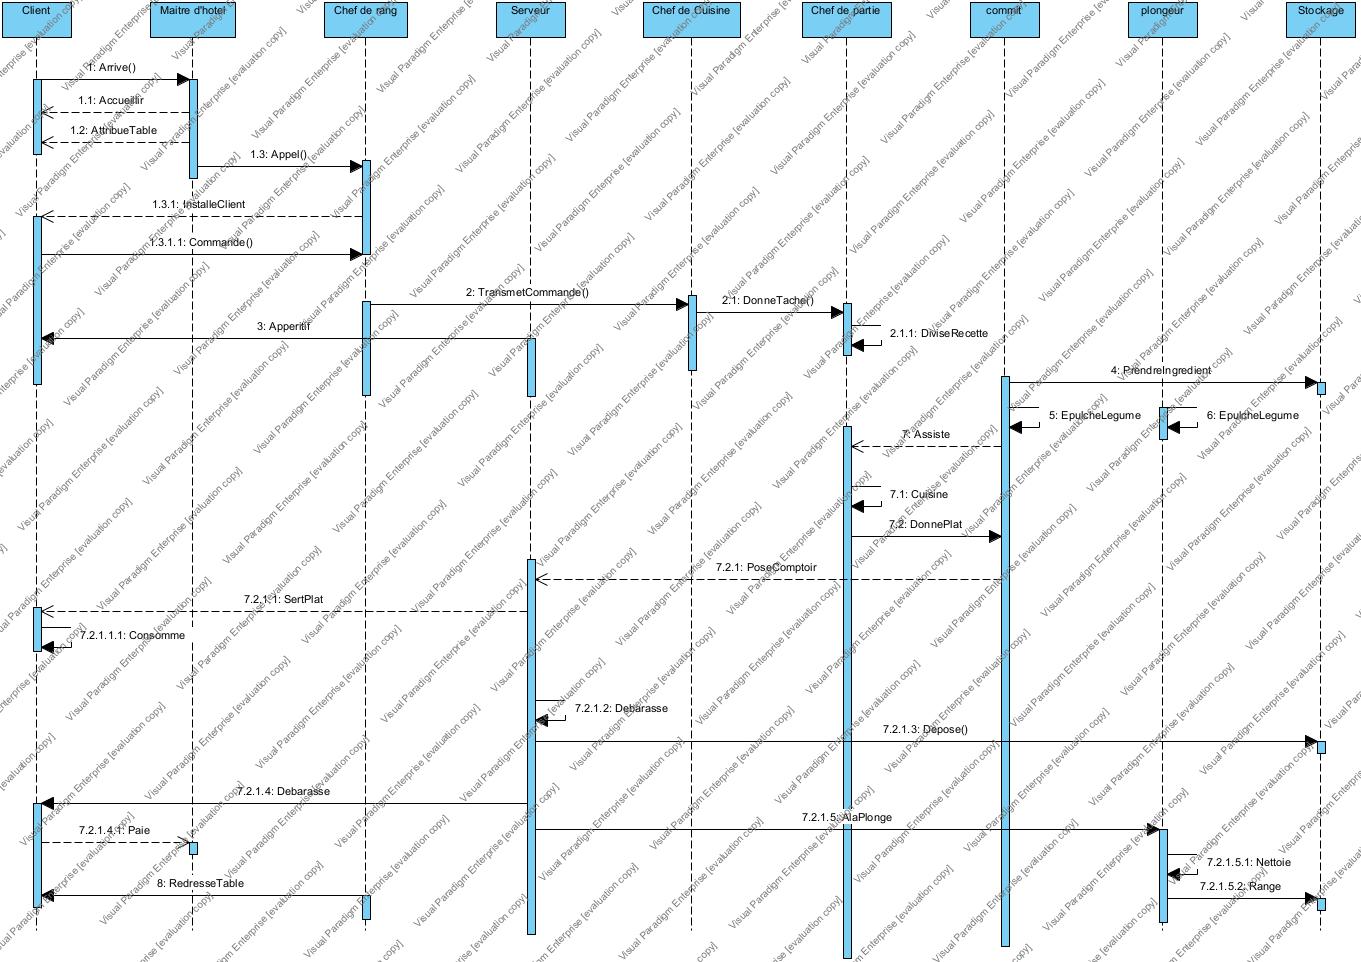 Client Maitre d'hotel Chef de rang Serveur Chef de Cuisine Chef de partie commit plongeur Stockage
1: Arrive()
1.1: Accueillir
1.2: AttribueTable
1.3: Appel()
1.3.1: InstalleClient
1.3.1.1: Commande()
2: TransmetCommande()
2.1: DonneTache()
3: Apperitif
2.1.1: DiviseRecette
4: PrendreIngredient
5: EpulcheLegume
6: EpulcheLegume
7: Assiste
7.1: Cuisine
7.2: DonnePlat
7.2.1: PoseComptoir
7.2.1.1: SertPlat
7.2.1.1.1: Consomme
7.2.1.2: Debarasse
7.2.1.3: Depose()
7.2.1.4: Debarasse
7.2.1.5: AlaPlonge
7.2.1.4.1: Paie
7.2.1.5.1: Nettoie
7.2.1.5.2: Range
8: RedresseTable
Visual Paradigm Enterprise [evaluation copy]